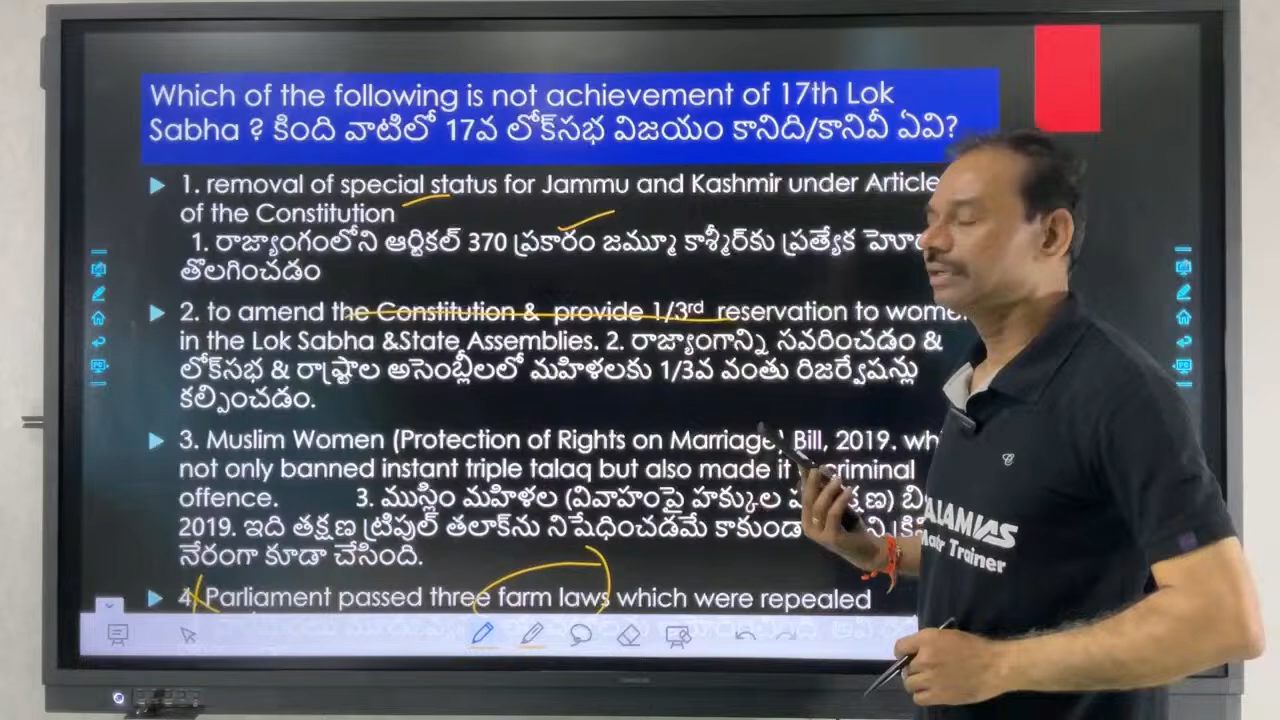 Which of the following is not achievement of 17th Lok
Sabha ? కింది వాటిలో 17వ లోక్‌సభ విజయం కానిది/కానివీ ఏవి?
1. removal of special status for Jammu and Kashmir under Article
of the Constitution
1. రాజ్యాంగంలోని ఆర్టికల్ 370 ప్రకారం జమ్మూ కాశ్మీర్‌కు ప్రత్యేక
తొలగించడం
2. to amend the Constitution & provide 1/3rd reservation to
in the Lok Sabha &State Assemblies. 2. రాజ్యాంగాన్ని సవరించడం &
లోక్‌సభ & రాష్ట్రాల అసెంబ్లీలలో మహిళలకు 1/3వ వంతు రిజర్వేషన్లు
కల్పించడం.
3. Muslim Women (Protection of Rights on Marriage) Bill, 2019.
not only banned instant triple talaq but also made it criminal
offence. 3. ముస్లిం మహిళల (వివాహంపై హక్కుల
2019. ఇది తక్షణ ట్రిపుల్ తలాక్‌ను నిషేధించడమే కాకుండా
నేరంగా కూడా చేసింది.
4. Parliament passed three farm laws which were repealed
IAS
Trainer